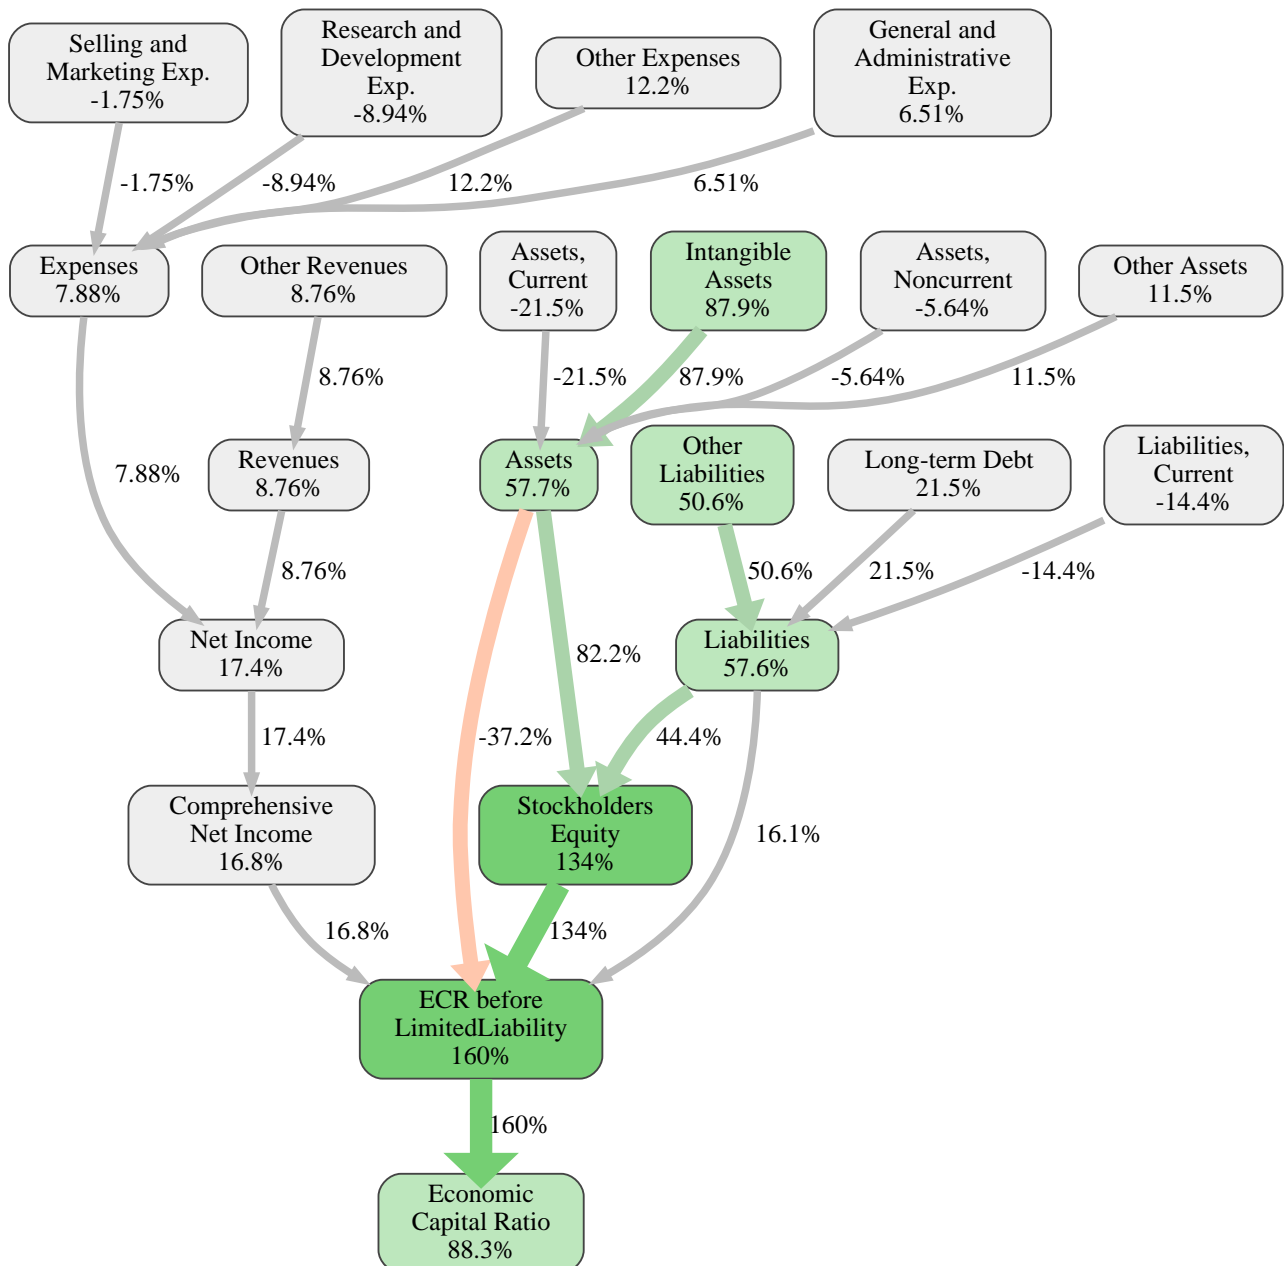 Selling and
Marketing Exp.
-1.75%
Research and
Development
Exp.
-8.94%
Other Expenses
12.2%
General and
Administrative
Exp.
6.51%
-1.75%
-8.94%
12.2%
6.51%
Expenses
7.88%
Other Revenues
8.76%
Assets,
Current
-21.5%
Intangible
Assets
87.9%
Assets,
Noncurrent
-5.64%
Other Assets
11.5%
8.76%
-21.5%
87.9%
-5.64%
11.5%
7.88%
Revenues
8.76%
Assets
57.7%
Other
Liabilities
50.6%
Long-term Debt
21.5%
Liabilities,
Current
-14.4%
8.76%
50.6%
21.5%
-14.4%
Net Income
17.4%
82.2%
Liabilities
57.6%
17.4%
-37.2%
44.4%
Comprehensive
Net Income
16.8%
Stockholders
Equity
134%
16.1%
16.8%
134%
ECR before
LimitedLiability
160%
160%
Economic
Capital Ratio
88.3%